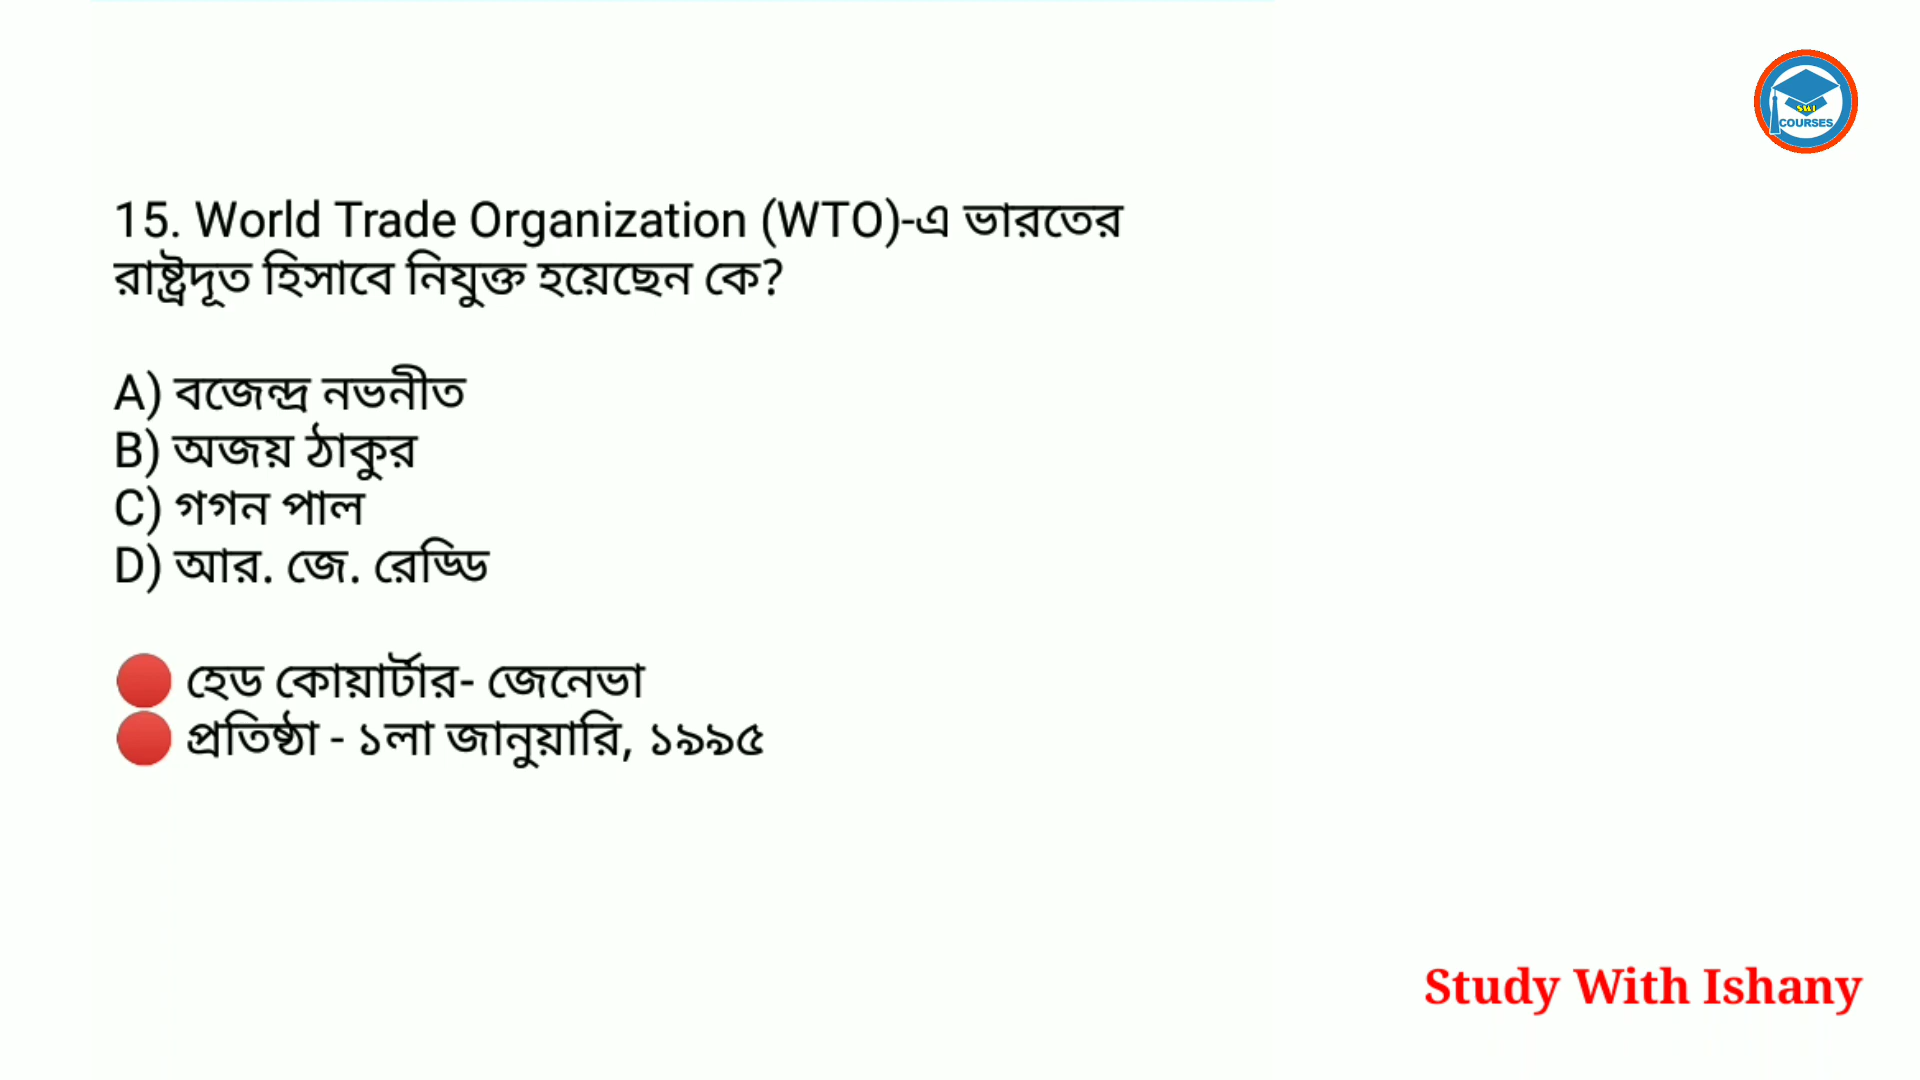 SWI
COURSES
15. World Trade Organization (WTO)-এ ভারতের
রাষ্ট্রদূত হিসাবে নিযুক্ত হয়েছেন কে?
A) বজেন্দ্র নভনীত
B) অজয় ঠাকুর
C) গগন পাল
D) আর. জে. রেড্ডি
হেড কোয়ার্টার- জেনেভা
প্রতিষ্ঠা - ১লা জানুয়ারি, ১৯৯৫
Study With Ishany